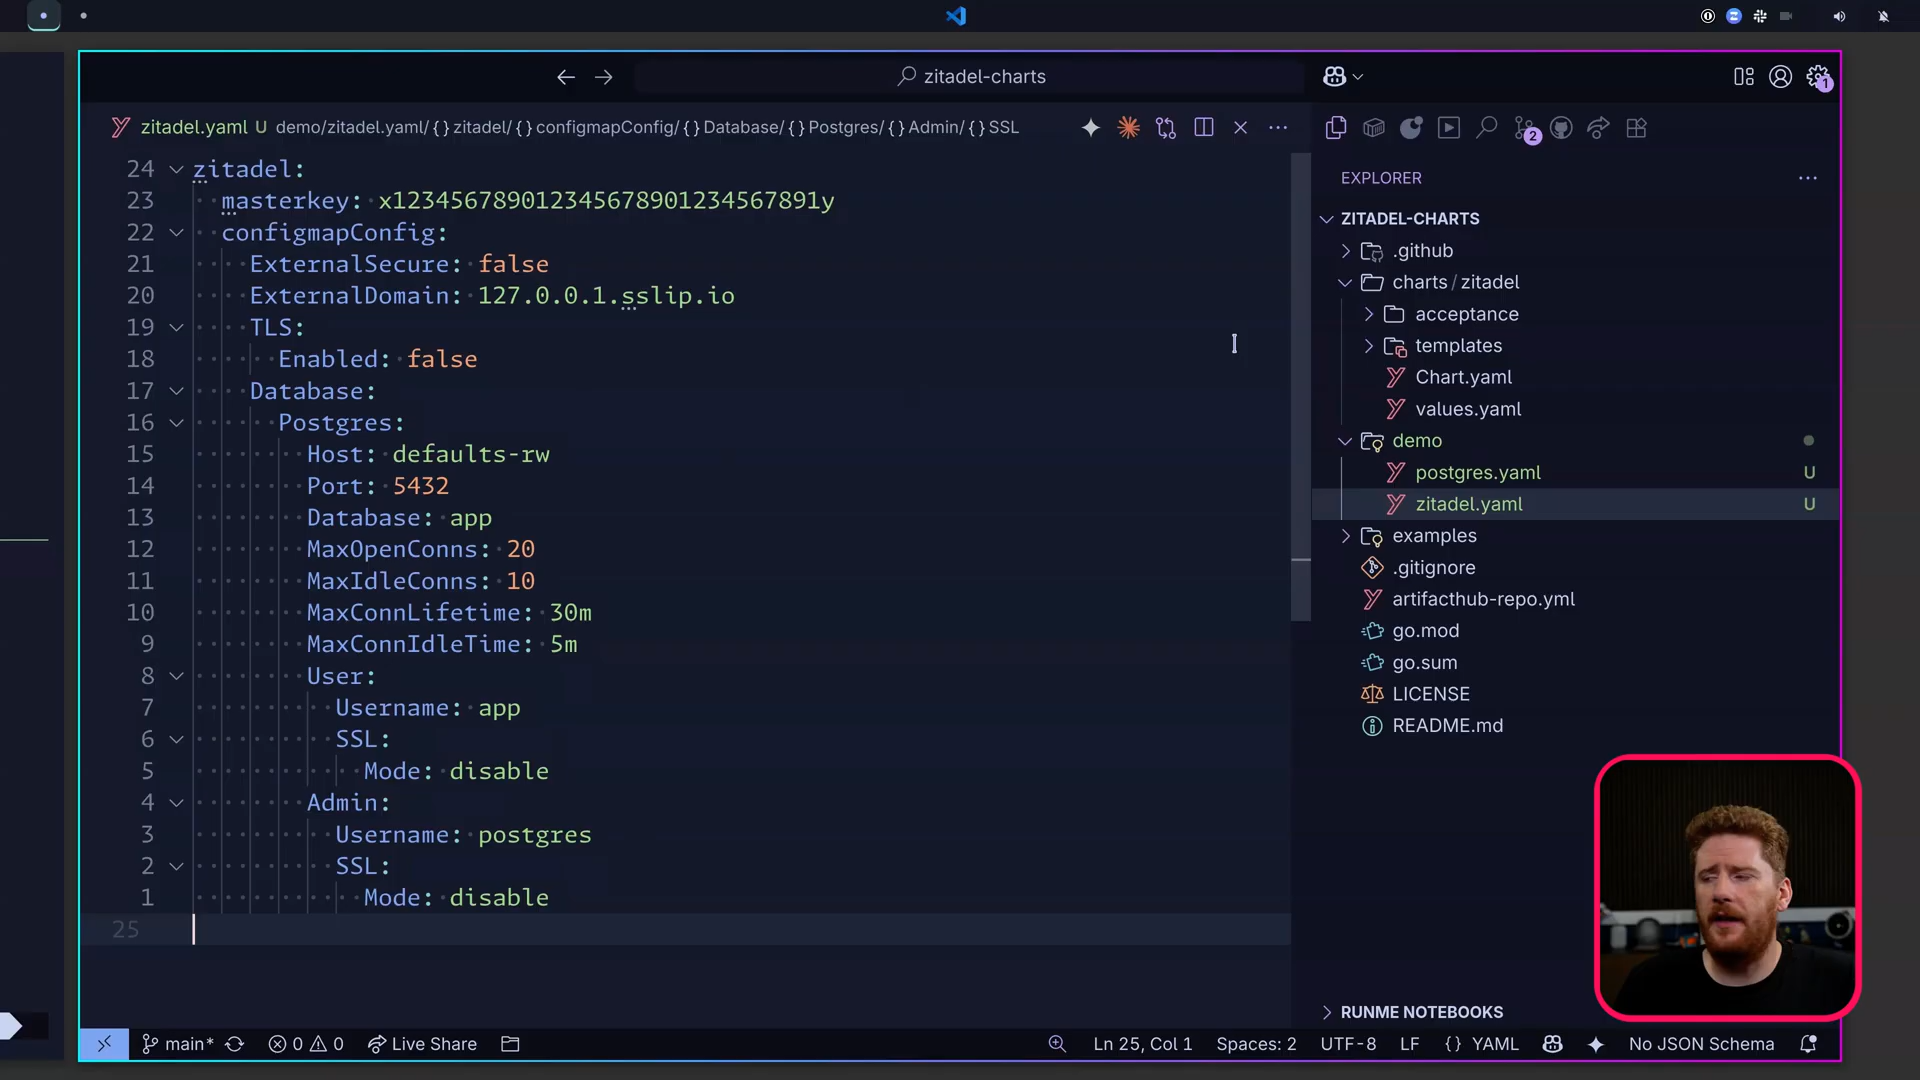 zitadel-charts
1
zitadel.yaml U demo/zitadel.yaml/ {} zitadel/ {} configmapConfig/ {} Database/ {} Postgres/ {} Admin/ {} SSL
2
24 zitadel:
23 masterkey: x12345678901234567890123456789​1y
22 configmapConfig:
21 ExternalSecure: false
20 ExternalDomain: 127.0.0.1.sslip.io
19 TLS:
18 Enabled: false
17 Database:
16 Postgres:
15 Host: defaults-rw
14 Port: 5432
13 Database: app
12 MaxOpenConns: 20
11 MaxIdleConns: 10
10 MaxConnLifetime: 30m
9 MaxConnIdleTime: 5m
8 User:
7 Username: app
6 SSL:
5 Mode: disable
4 Admin:
3 Username: postgres
2 SSL:
1 Mode: disable
25
EXPLORER
ZITADEL-CHARTS
.github
charts / zitadel
acceptance
templates
Chart.yaml
values.yaml
demo
postgres.yaml U
zitadel.yaml U
examples
.gitignore
artifacthub-repo.yml
go.mod
go.sum
LICENSE
README.md
RUNME NOTEBOOKS
main* 0 0 Live Share Ln 25, Col 1 Spaces: 2 UTF-8 LF {} YAML No JSON Schema